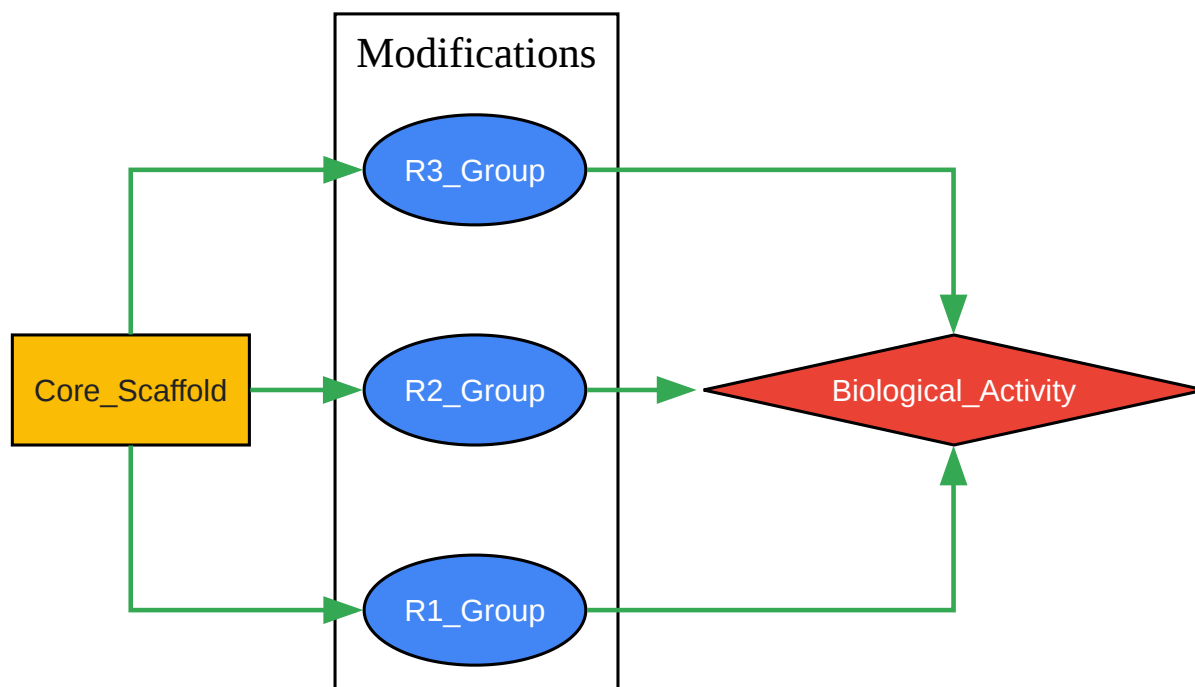 Modifications
R3_Group
Core_Scaffold
R2_Group
Biological_Activity
R1_Group